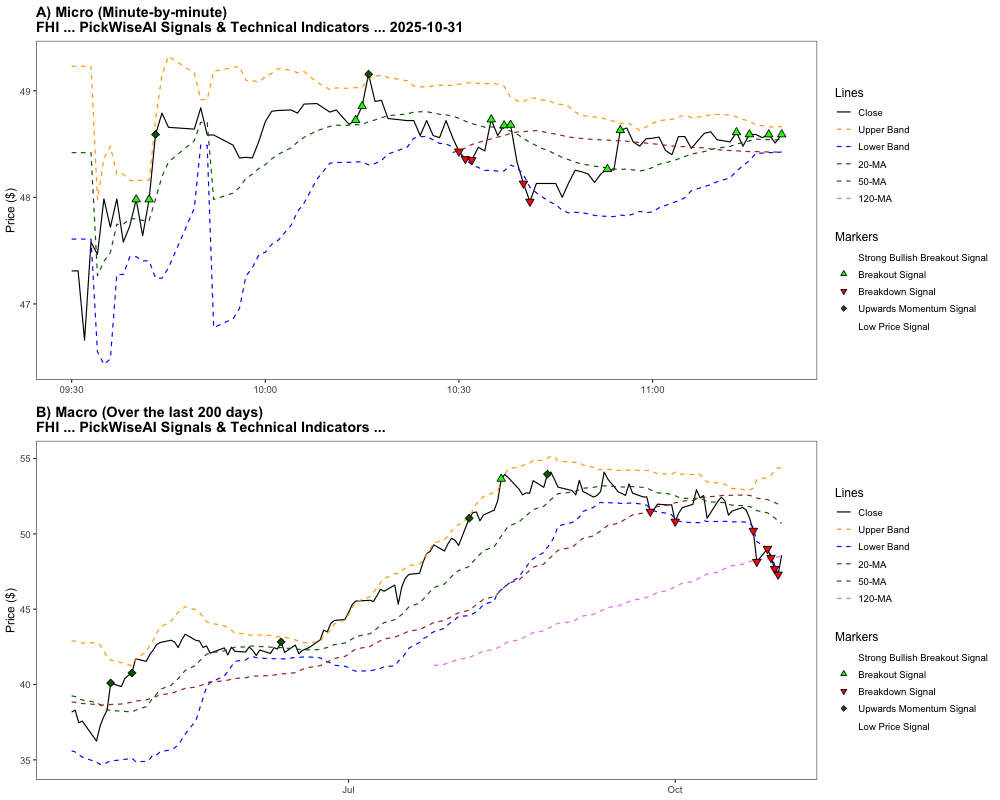 A) Micro (Minute-by-minute)
FHI ... PickWiseAI Signals & Technical Indicators ... 2025-10-31
Price ($)
49
48
47
09:30
10:00
10:30
11:00
Lines
Close
Upper Band
Lower Band
20-MA
50-MA
120-MA
Markers
Strong Bullish Breakout Signal
Breakout Signal
Breakdown Signal
Upwards Momentum Signal
Low Price Signal
B) Macro (Over the last 200 days)
FHI ... PickWiseAI Signals & Technical Indicators ...
Price ($)
55
50
45
40
35
Jul
Oct
Lines
Close
Upper Band
Lower Band
20-MA
50-MA
120-MA
Markers
Strong Bullish Breakout Signal
Breakout Signal
Breakdown Signal
Upwards Momentum Signal
Low Price Signal